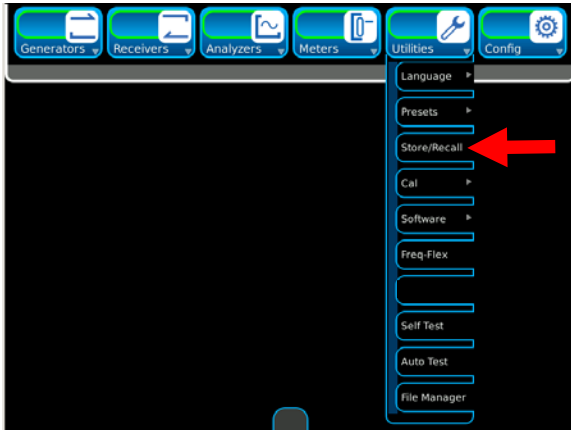 Generators Receivers Analyzers Meters Utilities Config
Language
Presets
Store/Recall
Cal
Software
Freq-Flex
Self Test
Auto Test
File Manager